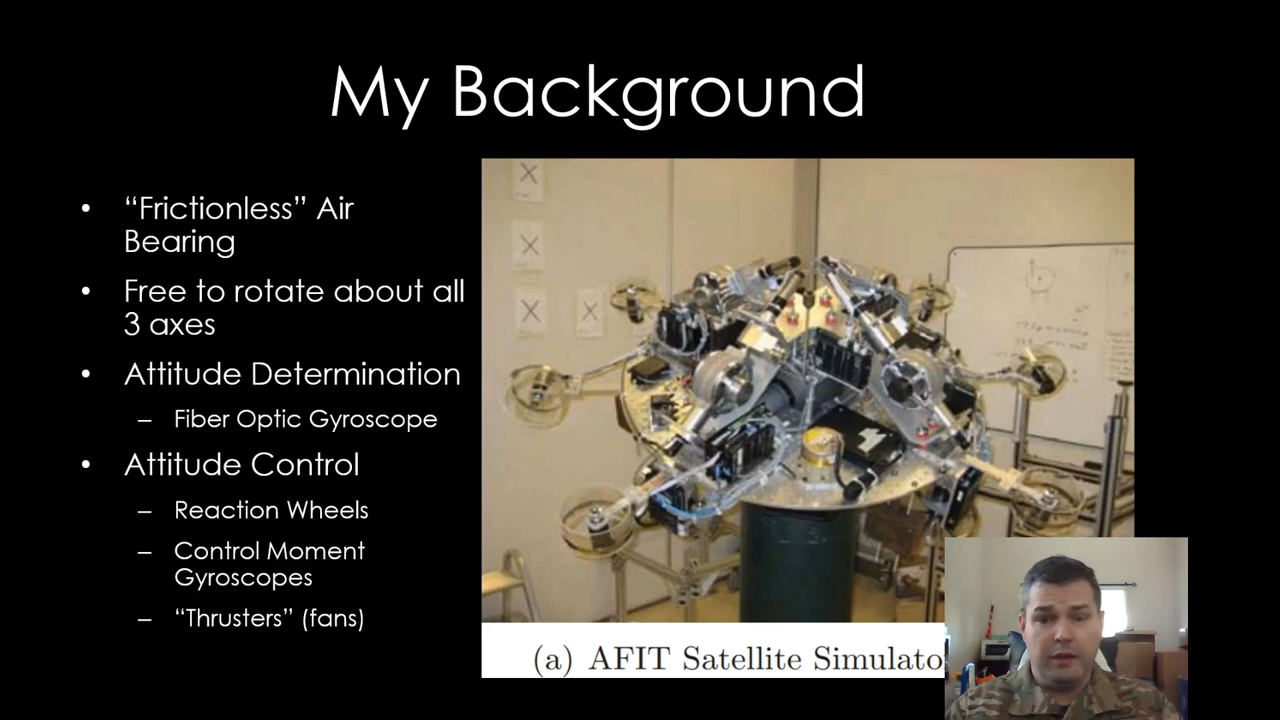 My Background
• “Frictionless” Air
Bearing
• Free to rotate about all
3 axes
• Attitude Determination
– Fiber Optic Gyroscope
• Attitude Control
– Reaction Wheels
– Control Moment
Gyroscopes
– “Thrusters” (fans)
X
X
X X
(a) AFIT Satellite Simulato